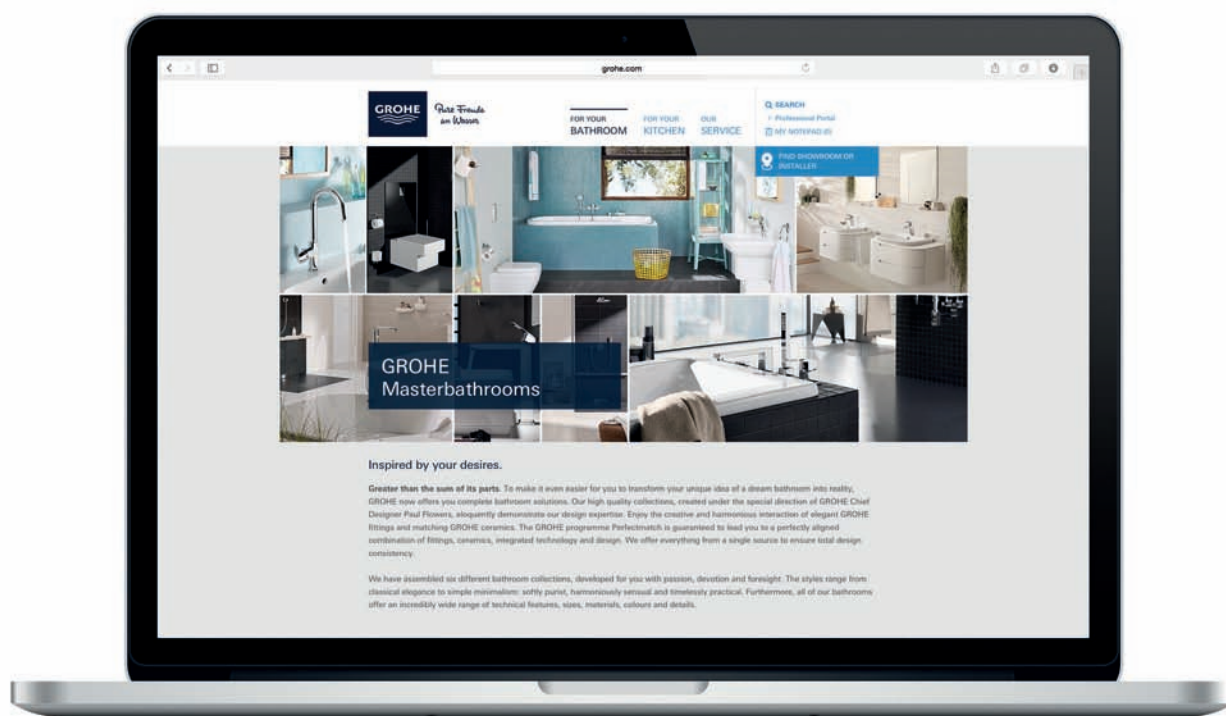 grohe.com
GROHE
Pure Freude
an Wasser
FOR YOUR
BATHROOM
FOR YOUR
KITCHEN
OUR
SERVICE
SEARCH
Professional Portal
MY NOTEPAD (0)
FIND SHOWROOM OR
INSTALLER
GROHE
Masterbathrooms
Inspired by your desires.
Greater than the sum of its parts. To make it even easier for you to transform your unique idea of a dream bathroom into reality,
GROHE now offers you complete bathroom solutions. Our high quality collections, created under the special direction of GROHE Chief
Designer Paul Flowers, eloquently demonstrate our design expertise. Enjoy the creative and harmonious interaction of elegant GROHE
fittings and matching GROHE ceramics. The GROHE programme Perfectmatch is guaranteed to lead you to a perfectly aligned
combination of fittings, ceramics, integrated technology and design. We offer everything from a single source to ensure total design
consistency.
We have assembled six different bathroom collections, developed for you with passion, devotion and foresight. The styles range from
classical elegance to simple minimalism: softly purist, harmoniously sensual and timelessly practical. Furthermore, all of our bathrooms
offer an incredibly wide range of technical features, sizes, materials, colours and details.